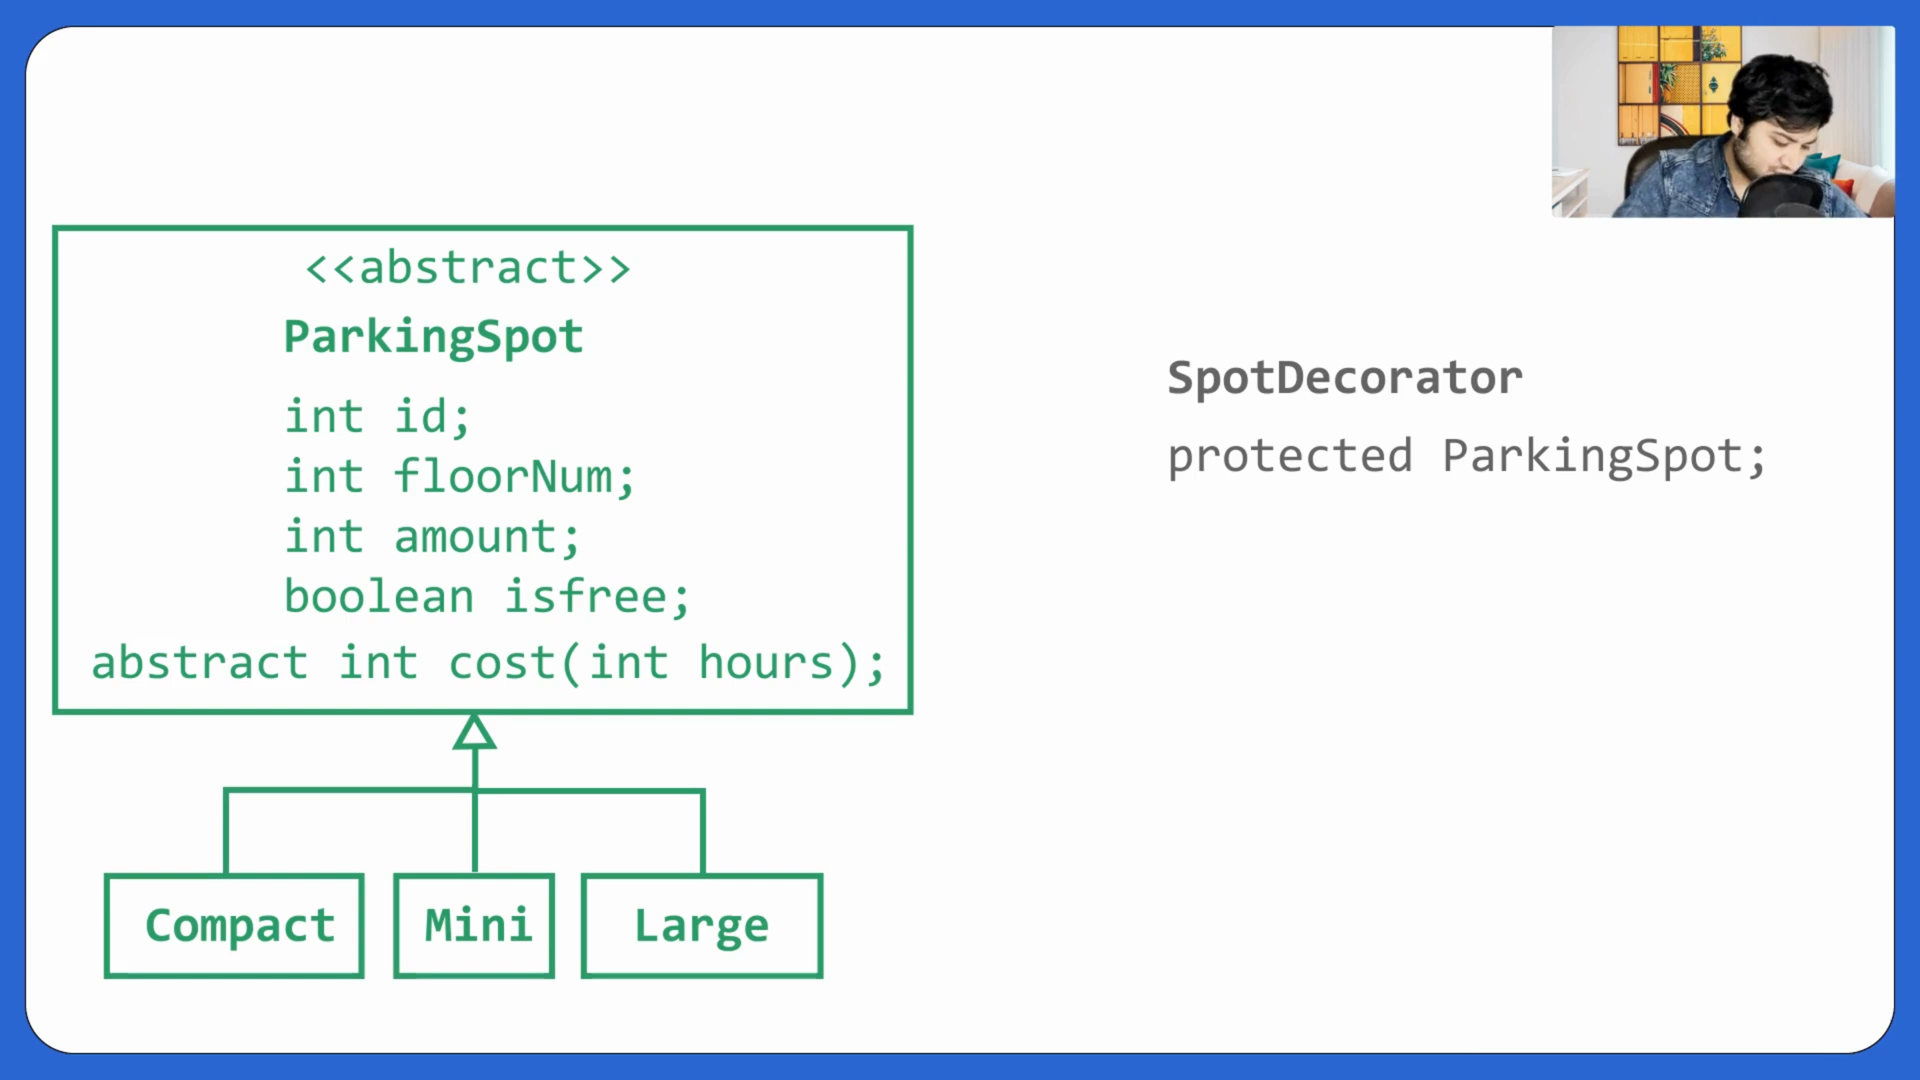 <<abstract>>
ParkingSpot
int id;
int floorNum;
int amount;
boolean isfree;
abstract int cost(int hours);
Compact
Mini
Large
SpotDecorator
protected ParkingSpot;